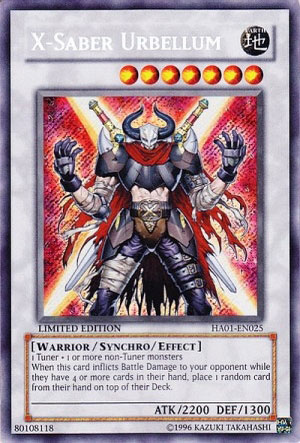 X-Saber Urbellum
EARTH
地
LIMITED EDITION HA01-EN025
[Warrior / Synchro / Effect]
1 Tuner + 1 or more non-Tuner monsters
When this card inflicts Battle Damage to your opponent while
they have 4 or more cards in their hand, place 1 random card
from their hand on top of their Deck.
ATK/2200 DEF/1300
80108118 ©1996 KAZUKI TAKAHASHI